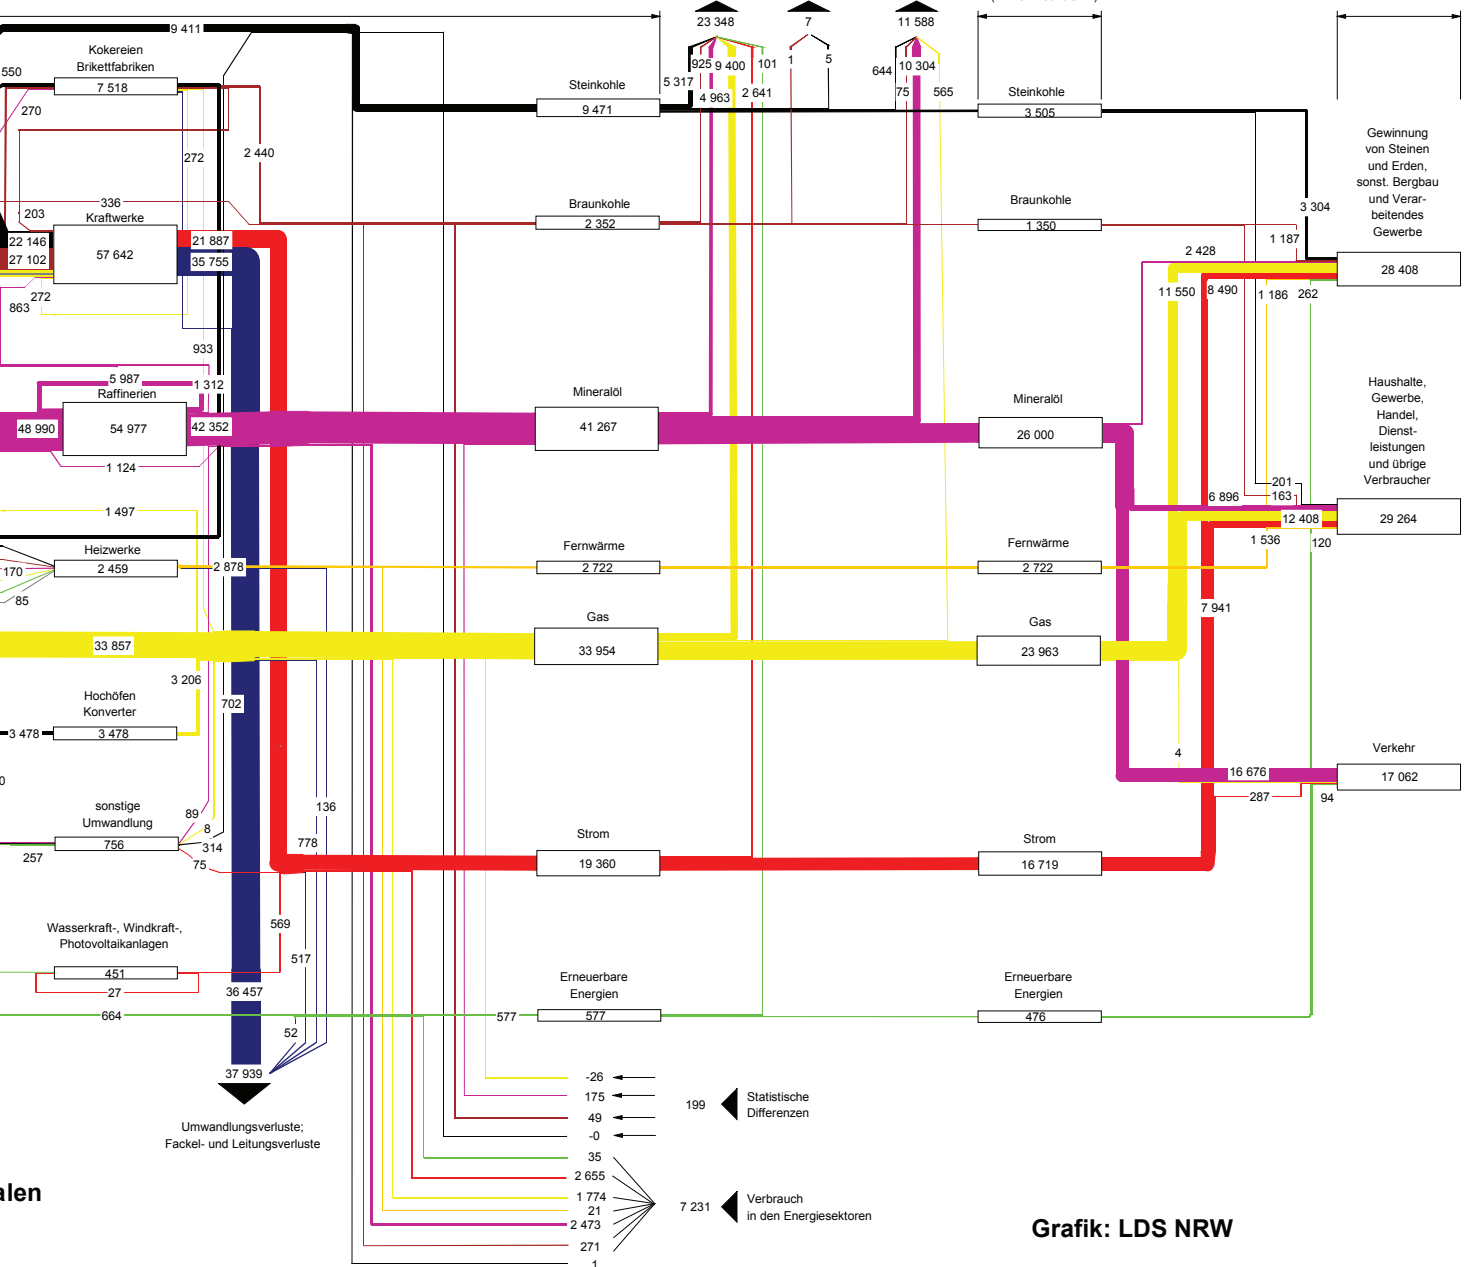 9 411
23 348
7
11 588
Kokereien
Brikettfabriken
7 518
550
270
272
2 440
336
203
Kraftwerke
57 642
22 146
27 102
21 887
35 755
272
863
933
5 987
1 312
Raffinerien
54 977
48 990
42 352
1 124
1 497
Heizwerke
2 459
2 878
170
85
33 857
3 206
702
Hochöfen
Konverter
3 478
3 478
0
sonstige
Umwandlung
756
257
89
8
314
75
136
778
569
517
Wasserkraft-, Windkraft-,
Photovoltaikanlagen
451
27
664
36 457
52
37 939
Umwandlungsverluste;
Fackel- und Leitungsverluste
Steinkohle
9 471
5 317
925
9 400
101
4 963
2 641
1
5
644
10 304
75
565
Braunkohle
2 352
Mineralöl
41 267
Fernwärme
2 722
Gas
33 954
Strom
19 360
Erneuerbare
Energien
577
577
Steinkohle
3 505
Braunkohle
1 350
Mineralöl
26 000
Fernwärme
2 722
Gas
23 963
Strom
16 719
Erneuerbare
Energien
476
Gewinnung
von Steinen
und Erden,
sonst. Bergbau
und Verar-
beitendes
Gewerbe
28 408
3 304
1 187
2 428
11 550
8 490
1 186
262
Haushalte,
Gewerbe,
Handel,
Dienst-
leistungen
und übrige
Verbraucher
29 264
201
163
6 896
12 408
1 536
120
7 941
Verkehr
17 062
4
16 676
287
94
-26
175
49
-0
199
Statistische
Differenzen
35
2 655
1 774
21
2 473
271
1
7 231
Verbrauch
in den Energiesektoren
alen
Grafik: LDS NRW